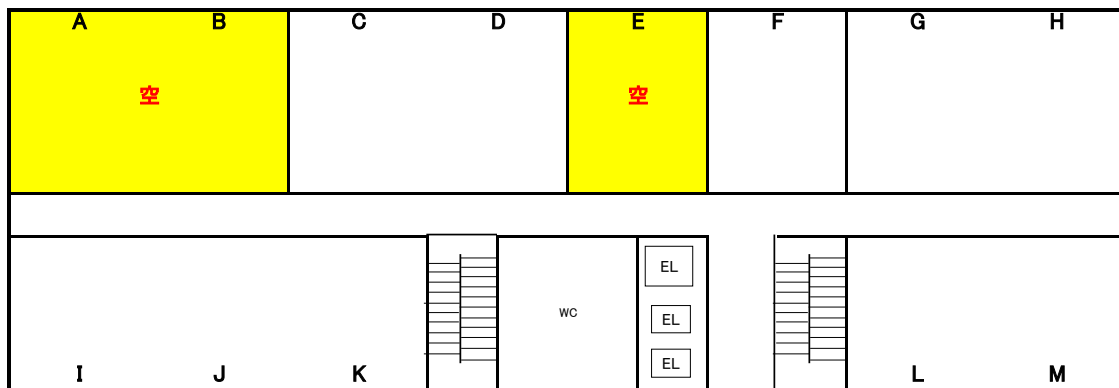 A B C D E F G H
空 空
EL
WC
EL
EL
I J K L M